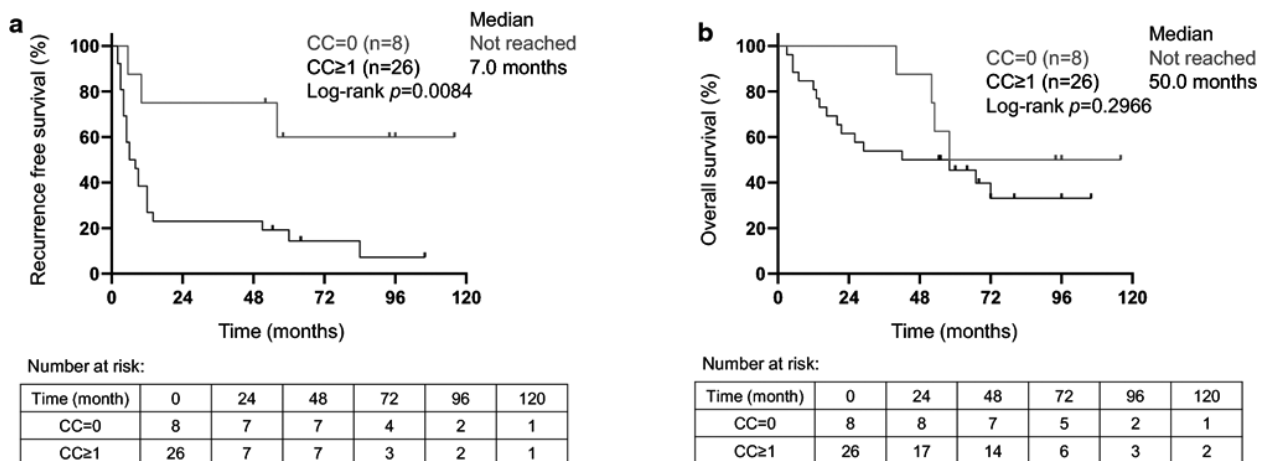 a
Median
CC=0 (n=8) Not reached
CC≥1 (n=26) 7.0 months
Log-rank p=0.0084
Recurrence free survival (%)
100
80
60
40
20
0
0 24 48 72 96 120
Time (months)
Number at risk:
Time (month) 0 24 48 72 96 120
CC=0 8 7 7 4 2 1
CC≥1 26 7 7 3 2 1
b
Median
CC=0 (n=8) Not reached
CC≥1 (n=26) 50.0 months
Log-rank p=0.2966
Overall survival (%)
100
80
60
40
20
0
0 24 48 72 96 120
Time (months)
Number at risk:
Time (month) 0 24 48 72 96 120
CC=0 8 8 7 5 2 1
CC≥1 26 17 14 6 3 2